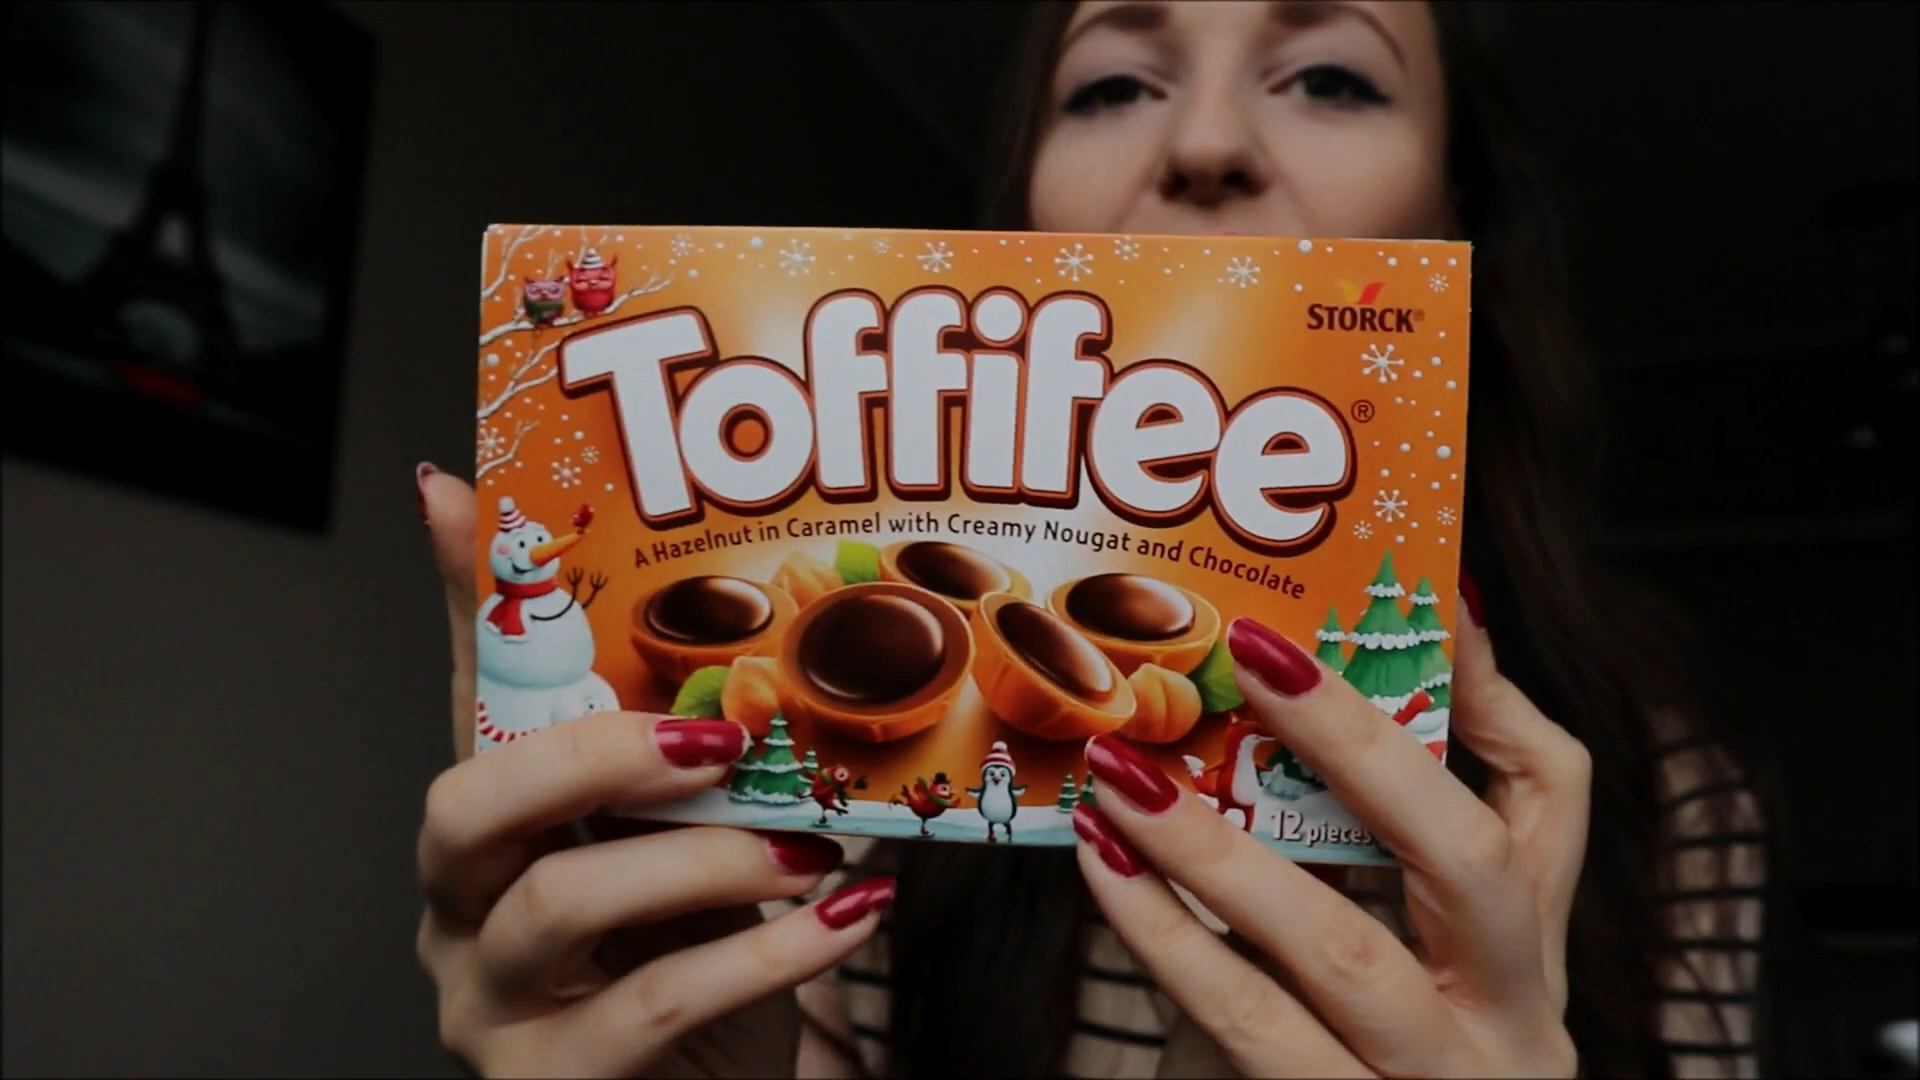 STORCK®
Toffifee®
A Hazelnut in Caramel with Creamy Nougat and Chocolate
12 pieces